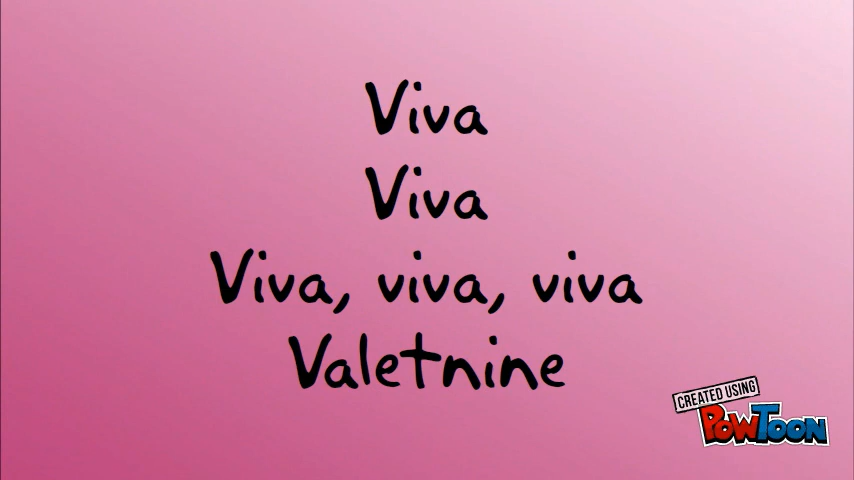 Viva
Viva
Viva, viva, viva
Valetnine
CREATED USING
POWTOON